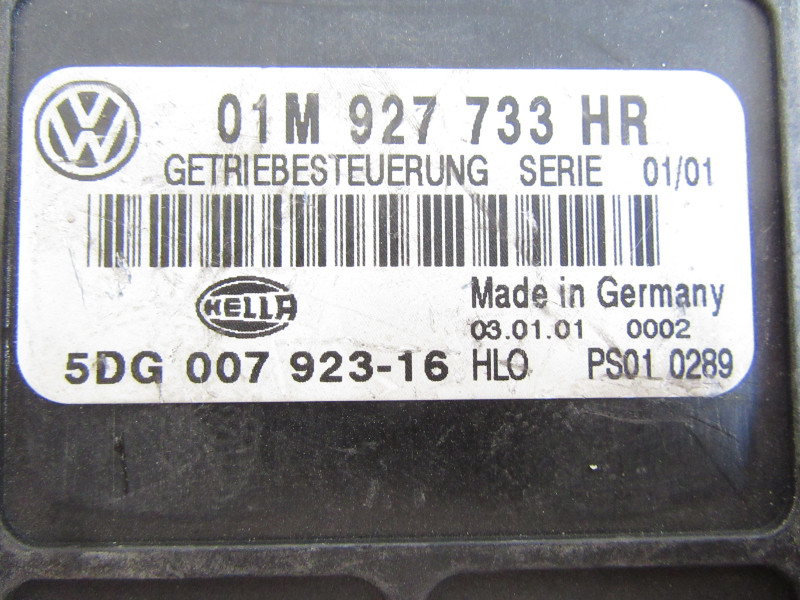 VW
01M 927 733 HR
GETRIEBESTEUERUNG SERIE 01/01
HELLA
Made in Germany
03.01.01 0002
5DG 007 923-16 HLO PS01 0289